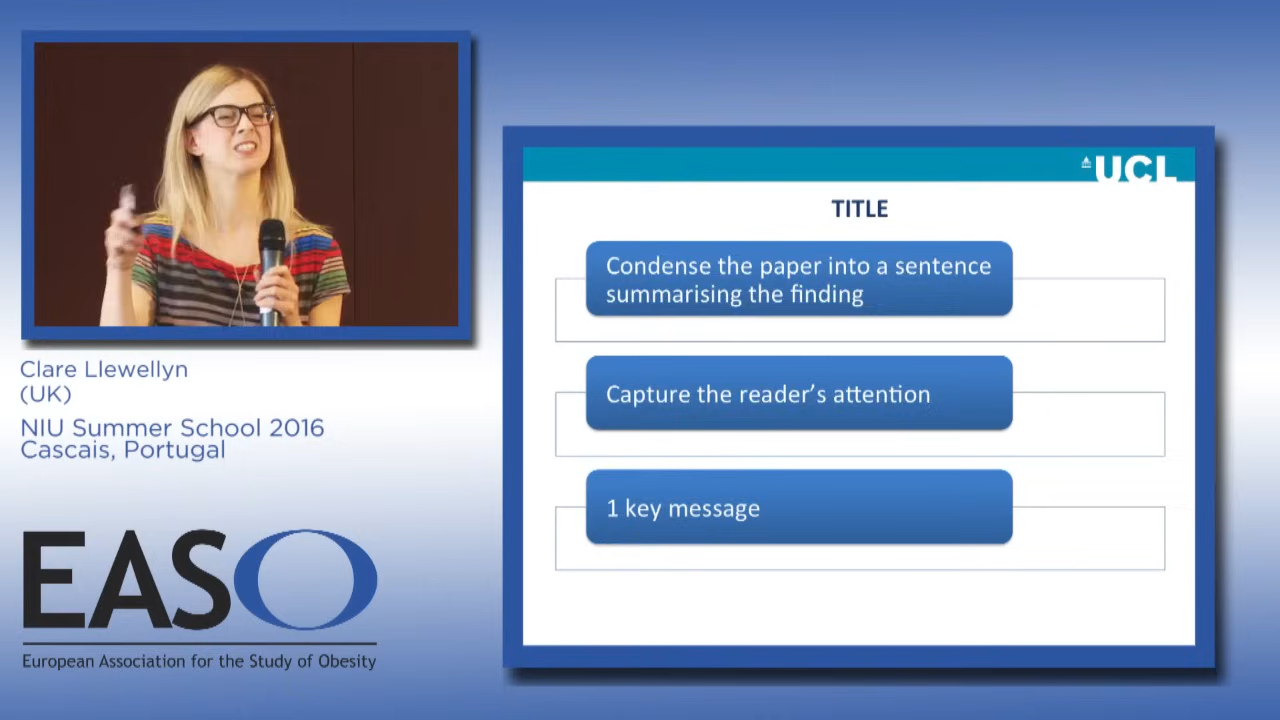 Clare Llewellyn
(UK)
NIU Summer School 2016
Cascais, Portugal
EASO
European Association for the Study of Obesity
UCL
TITLE
Condense the paper into a sentence
summarising the finding
Capture the reader’s attention
1 key message